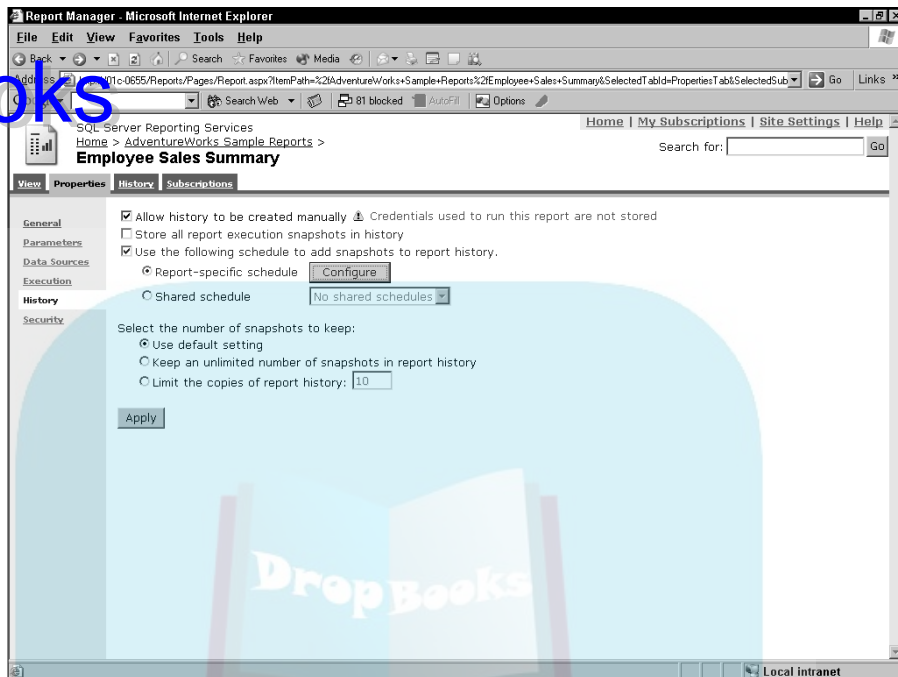 Report Manager - Microsoft Internet Explorer
File Edit View Favorites Tools Help
Back Search Favorites Media
Address 01c-0655/Reports/Pages/Report.aspx?ItemPath=%2fAdventureWorks+Sample+Reports%2fEmployee+Sales+Summary&SelectedTabId=PropertiesTab&SelectedSub Go Links »
oks
Search Web 81 blocked AutoFill Options
SQL Server Reporting Services
Home | My Subscriptions | Site Settings | Help
Home > AdventureWorks Sample Reports >
Search for: Go
Employee Sales Summary
View Properties History Subscriptions
General
Parameters
Data Sources
Execution
History
Security
Allow history to be created manually Credentials used to run this report are not stored
Store all report execution snapshots in history
Use the following schedule to add snapshots to report history.
Report-specific schedule Configure
Shared schedule No shared schedules
Select the number of snapshots to keep:
Use default setting
Keep an unlimited number of snapshots in report history
Limit the copies of report history: 10
Apply
DropBooks
Local intranet